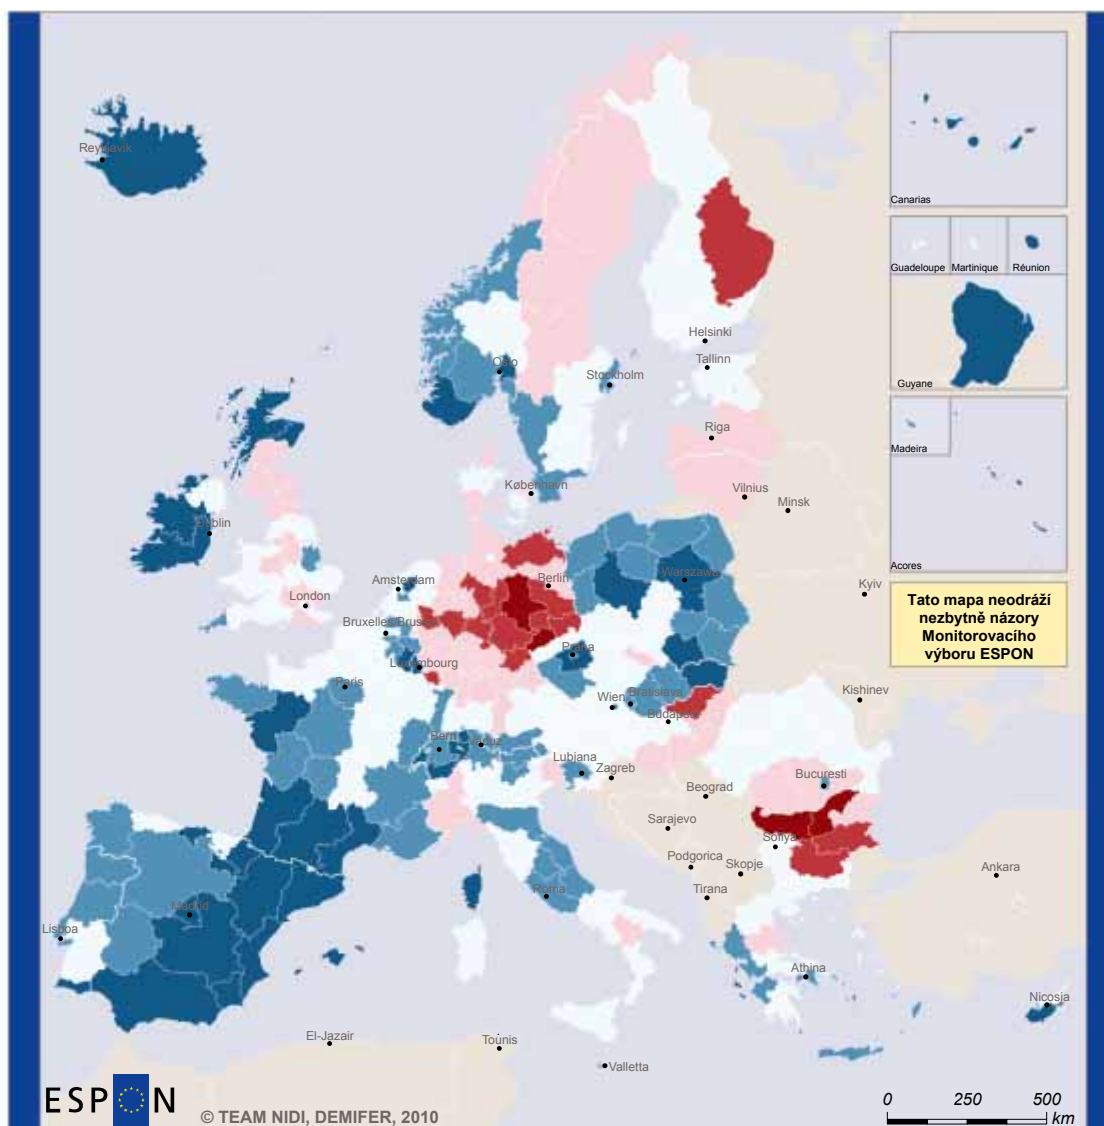 Reykjavik
Canarias
Guadeloupe
Martinique
Réunion
Guyane
Madeira
Acores
Helsinki
Tallinn
Oslo
Stockholm
Riga
København
Vilnius
Minsk
Dublin
Amsterdam
Berlin
Warszawa
Kyiv
London
Bruxelles/Brussel
Praha
Luxembourg
Paris
Tato mapa neodráží
nezbytně názory
Monitorovacího
výboru ESPON
Kishinev
Wien
Bratislava
Budapest
Bern
Vaduz
Lubjana
Zagreb
Bucuresti
Beograd
Sarajevo
Sofiya
Podgorica
Skopje
Ankara
Tirana
Roma
Madrid
Lisboa
Athina
Nicosia
El-Jazair
Tounis
Valletta
ESPON
© TEAM NIDI, DEMIFER, 2010
0 250 500
km